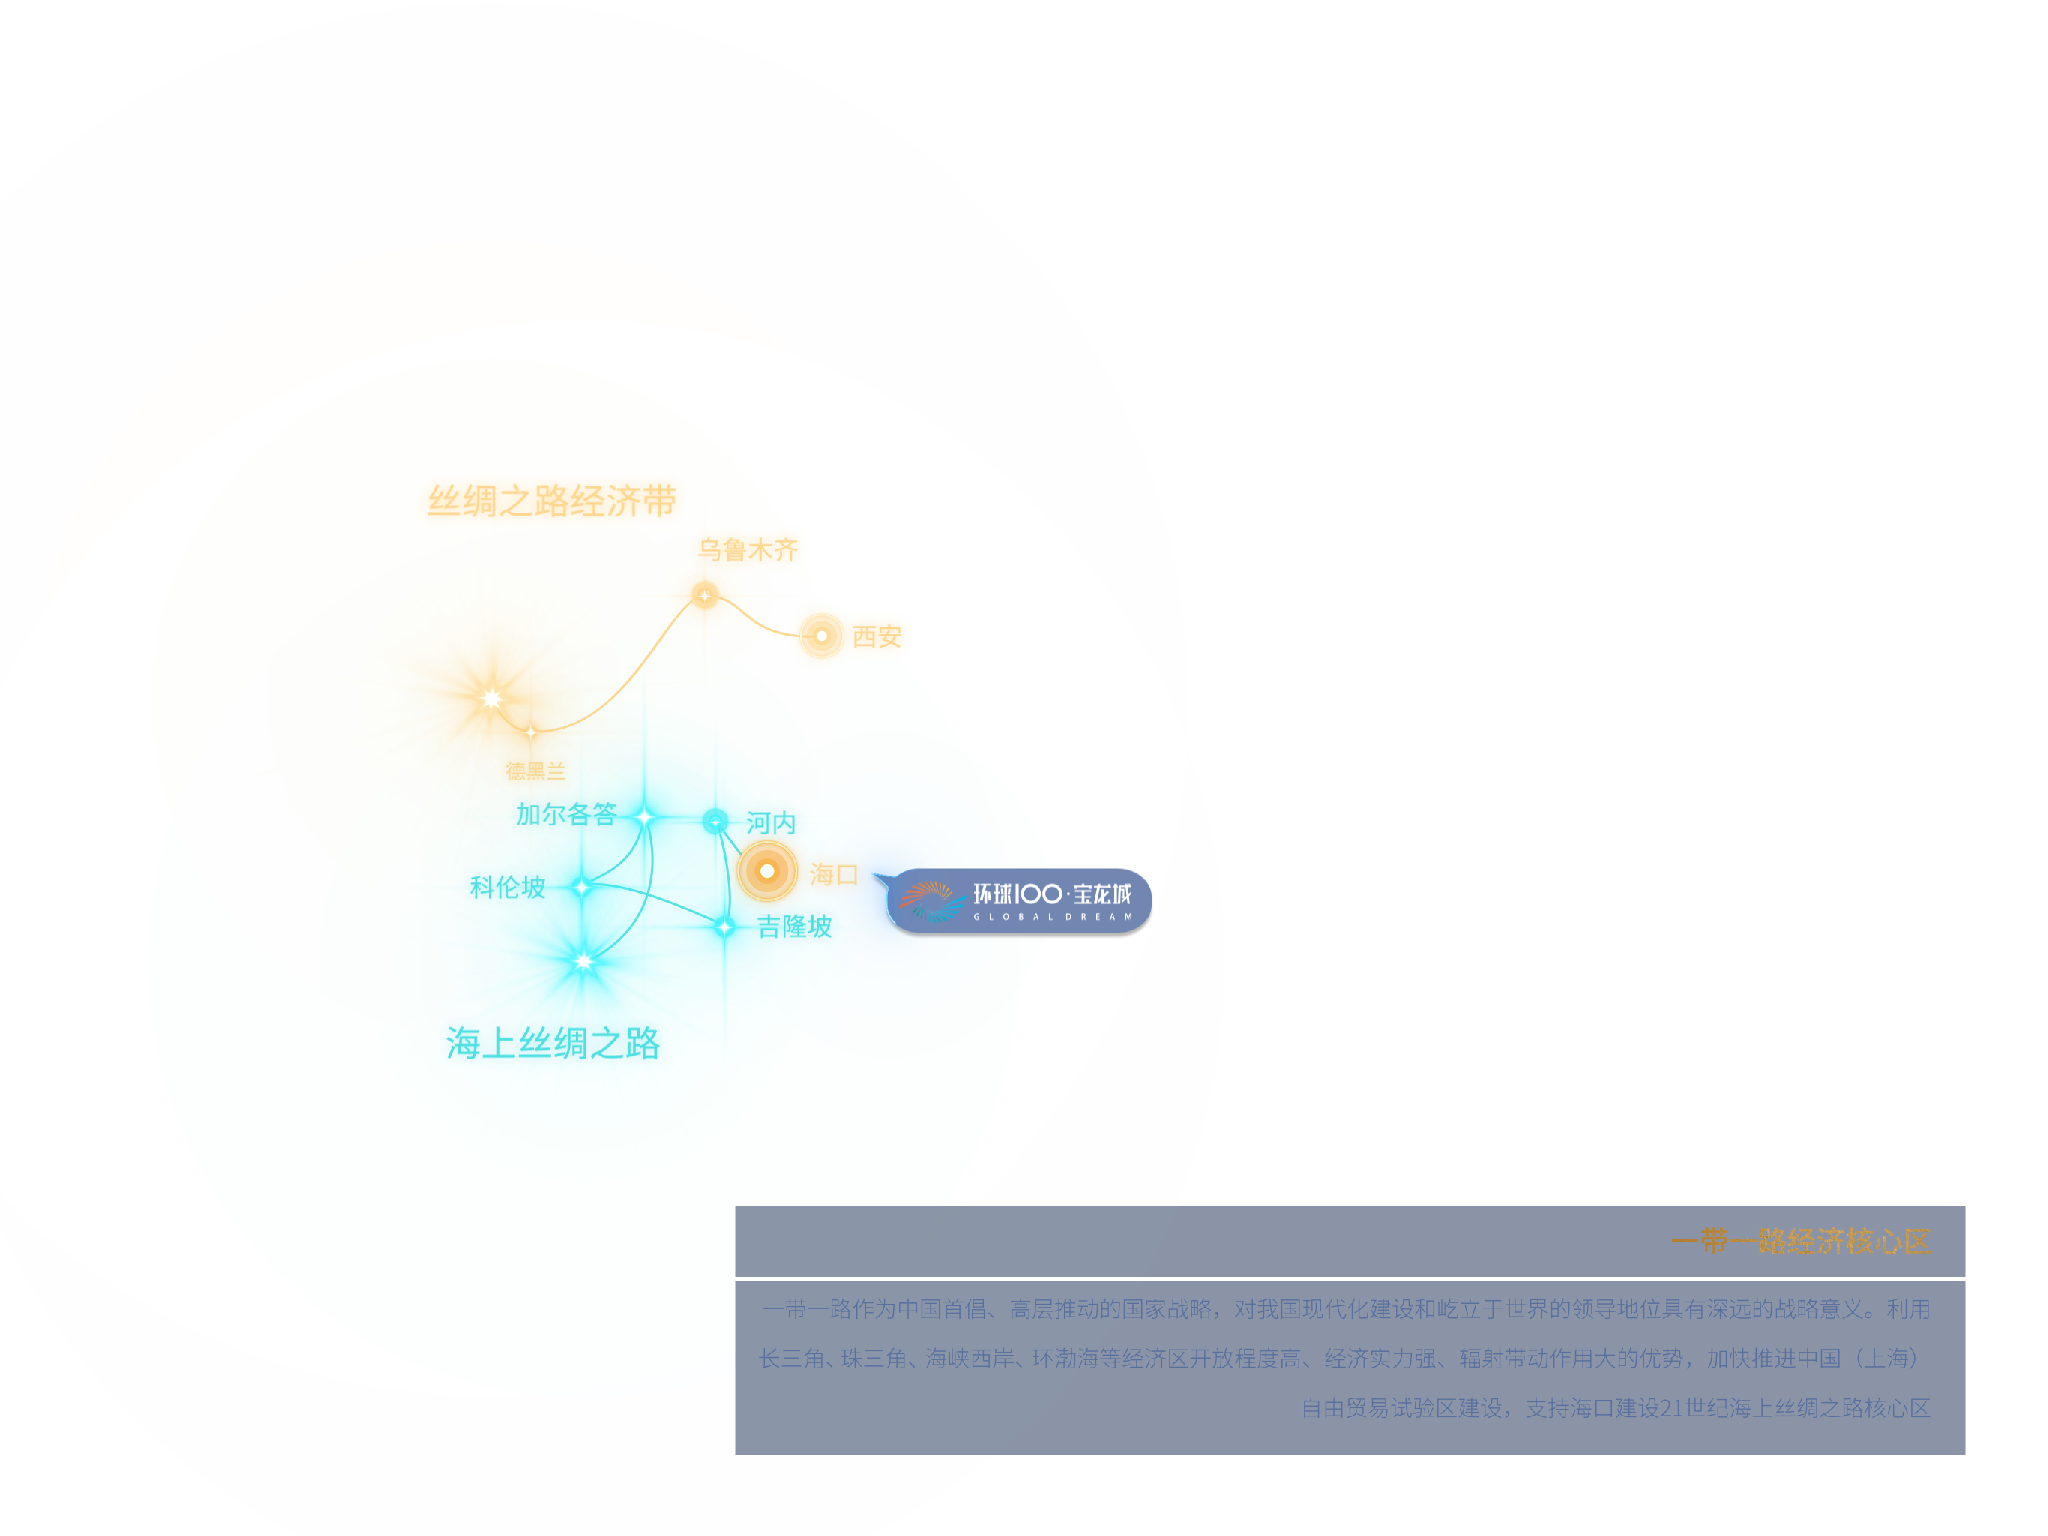 丝绸之路经济带
乌鲁木齐
西安
德黑兰
加尔各答
河内
海口
科伦坡
环球100·宝龙城
GLOBAL DREAM
吉隆坡
海上丝绸之路
一带一路经济核心区
一带一路作为中国首倡、高层推动的国家战略，对我国现代化建设和屹立于世界的领导地位具有深远的战略意义。利用
长三角、珠三角、海峡西岸、环渤海等经济区开放程度高、经济实力强、辐射带动作用大的优势，加快推进中国（上海）
自由贸易试验区建设，支持海口建设21世纪海上丝绸之路核心区